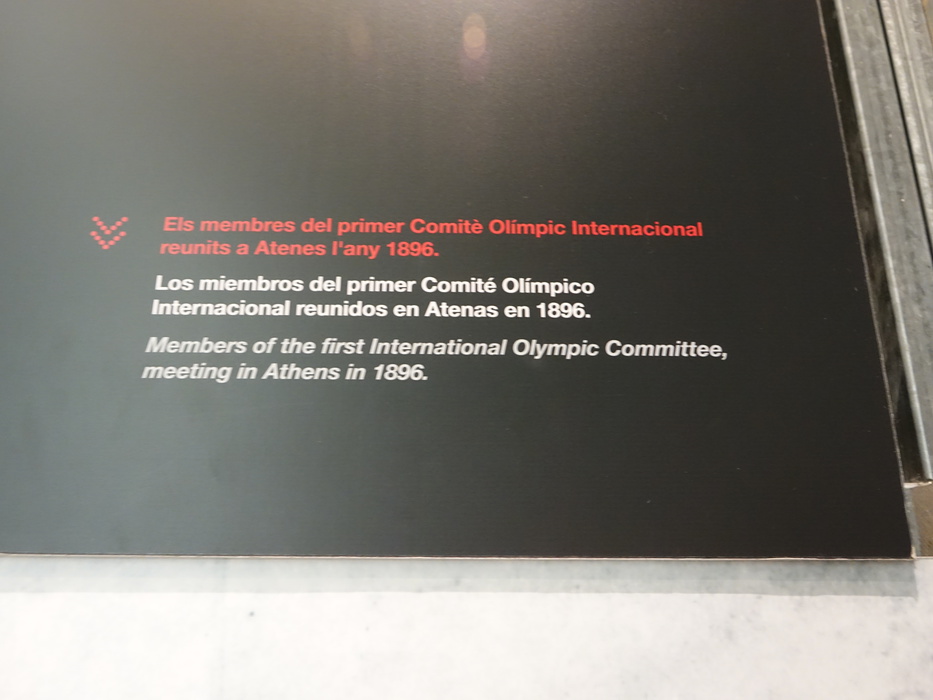 Els membres del primer Comitè Olímpic Internacional
reunits a Atenes l'any 1896.
Los miembros del primer Comité Olímpico
Internacional reunidos en Atenas en 1896.
Members of the first International Olympic Committee,
meeting in Athens in 1896.